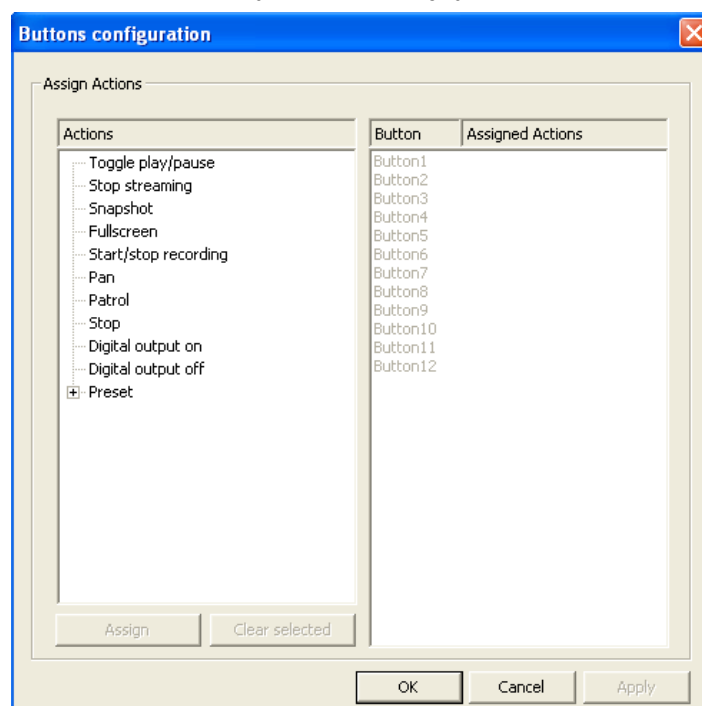 Buttons configuration
Assign Actions
Actions
Toggle play/pause
Stop streaming
Snapshot
Fullscreen
Start/stop recording
Pan
Patrol
Stop
Digital output on
Digital output off
Preset
Assign
Clear selected
Button
Assigned Actions
Button1
Button2
Button3
Button4
Button5
Button6
Button7
Button8
Button9
Button10
Button11
Button12
OK
Cancel
Apply